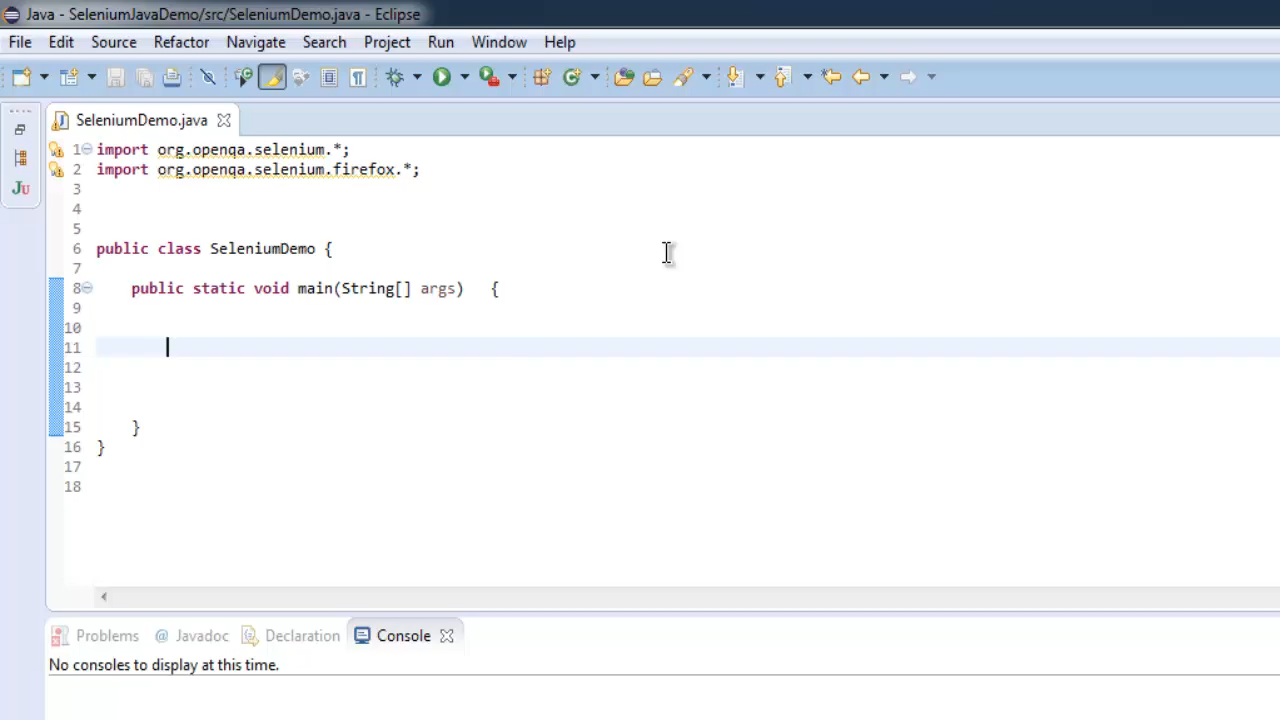 Java - SeleniumJavaDemo/src/SeleniumDemo.java - Eclipse
File Edit Source Refactor Navigate Search Project Run Window Help
SeleniumDemo.java
Ju
1 import org.openqa.selenium.*;
2 import org.openqa.selenium.firefox.*;
3
4
5
6 public class SeleniumDemo {
7
8 public static void main(String[] args) {
9
10
11
12
13
14
15 }
16 }
17
18
Problems @ Javadoc Declaration Console
No consoles to display at this time.